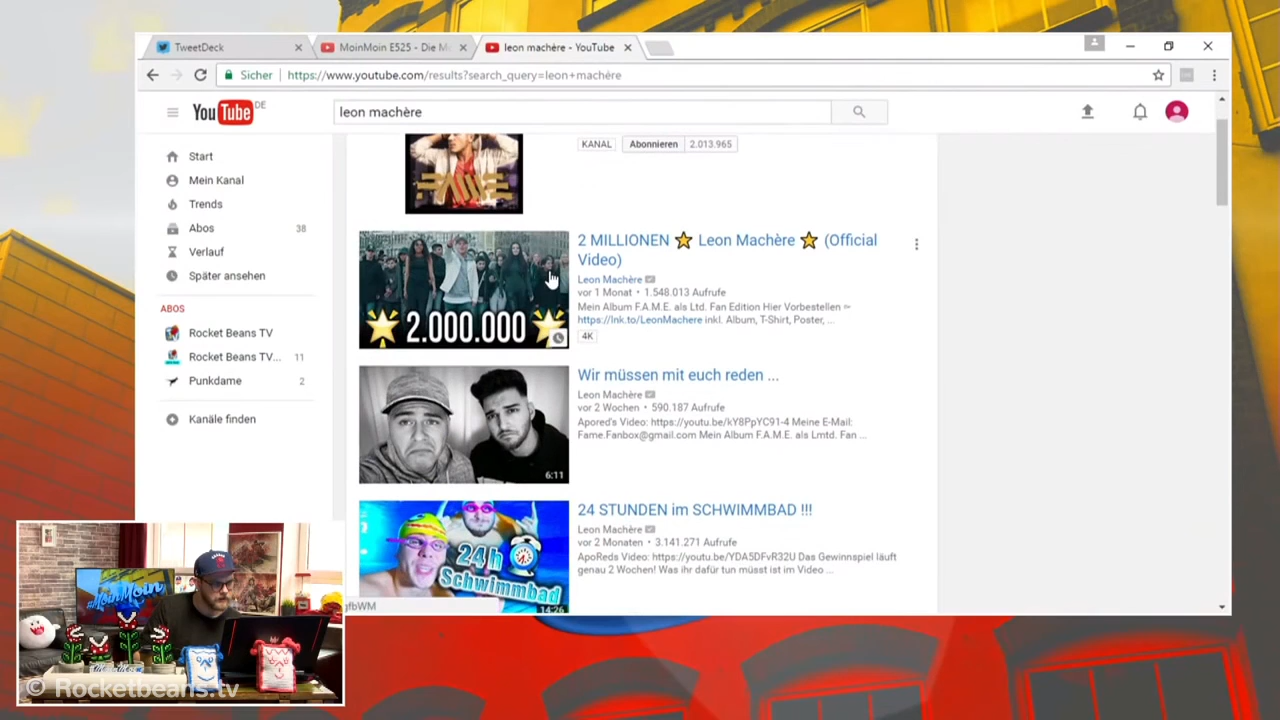 TweetDeck
MoinMoin E525 - Die M
leon machère - YouTube
Sicher
https://www.youtube.com/results?search_query=leon+machère
YouTube DE
leon machère
Start
Mein Kanal
Trends
Abos 38
Verlauf
Später ansehen
ABOS
Rocket Beans TV
Rocket Beans TV... 11
Punkdame 2
Kanäle finden
FAME
KANAL Abonnieren 2.013.965
2.000.000
2 MILLIONEN ⭐ Leon Machère ⭐ (Official
Video)
Leon Machère
vor 1 Monat • 1.548.013 Aufrufe
Mein Album F.A.M.E. als Ltd. Fan Edition Hier Vorbestellen ✂
https://lnk.to/LeonMachere inkl. Album, T-Shirt, Poster, ...
4K
6:11
Wir müssen mit euch reden ...
Leon Machère
vor 2 Wochen • 590.187 Aufrufe
Apored's Video: https://youtu.be/kY8PpYC91-4 Meine E-Mail:
Fame.Fanbox@gmail.com Mein Album F.A.M.E. als Lmtd. Fan ...
24h
Schwimmbad
14:26
24 STUNDEN im SCHWIMMBAD !!!
Leon Machère
vor 2 Monaten • 3.141.271 Aufrufe
ApoReds Video: https://youtu.be/YDA5DFvR32U Das Gewinnspiel läuft
genau 2 Wochen! Was ihr dafür tun müsst ist im Video ...
gfbWM
#MoinMoin
© Rocketbeans.tv